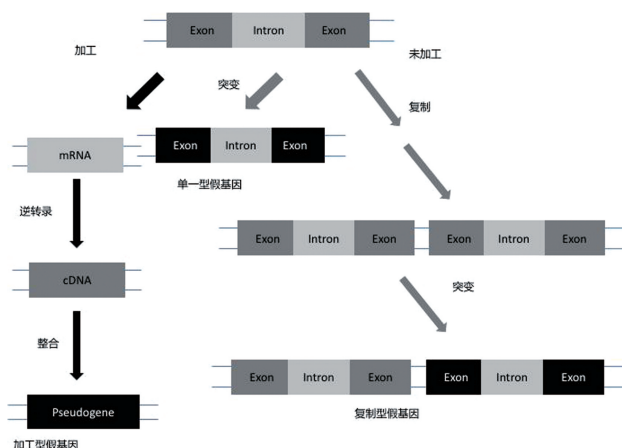 Exon Intron Exon
加工
未加工
突变
复制
mRNA
Exon Intron Exon
单一型假基因
逆转录
Exon Intron Exon Exon Intron Exon
cDNA
突变
整合
Exon Intron Exon Exon Intron Exon
Pseudogene
复制型假基因
加工型假基因